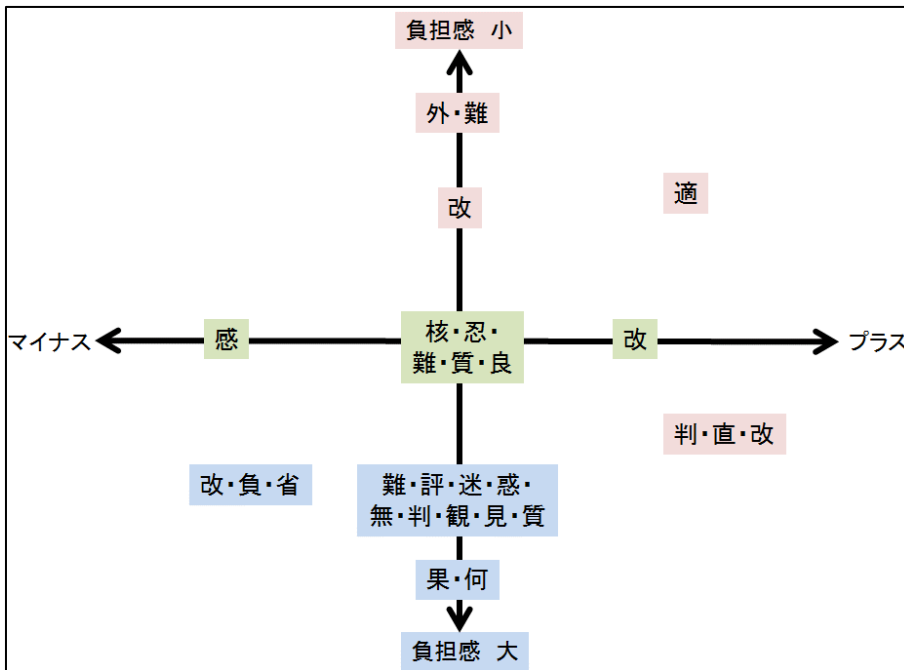 負担感 小
外・難
改
適
マイナス
感
核・忍・
難・質・良
改
プラス
判・直・改
改・負・省
難・評・迷・惑・
無・判・観・見・質
果・何
負担感 大